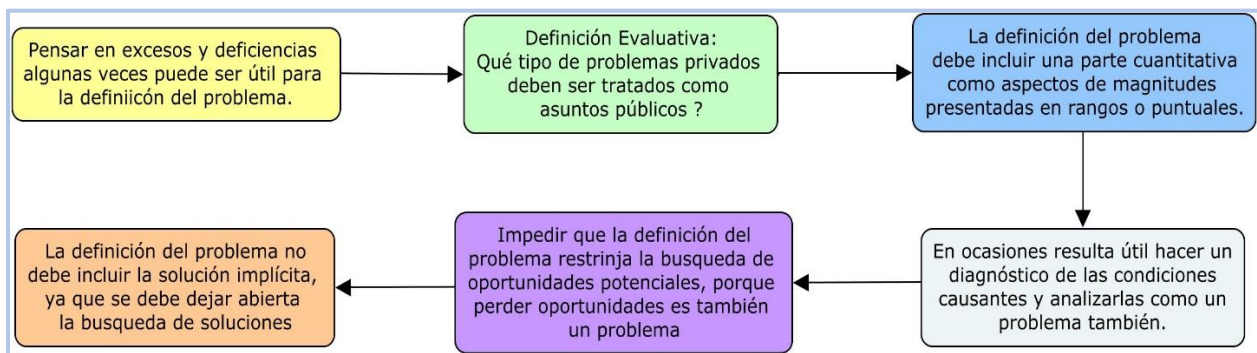 Pensar en excesos y deficiencias
algunas veces puede ser útil para
la definiicón del problema.
Definición Evaluativa:
Qué tipo de problemas privados
deben ser tratados como
asuntos públicos ?
La definición del problema
debe incluir una parte cuantitativa
como aspectos de magnitudes
presentadas en rangos o puntuales.
En ocasiones resulta útil hacer un
diagnóstico de las condiciones
causantes y analizarlas como un
problema también.
Impedir que la definición del
problema restrinja la busqueda de
oportunidades potenciales, porque
perder oportunidades es también
un problema
La definición del problema no
debe incluir la solución implícita,
ya que se debe dejar abierta
la busqueda de soluciones